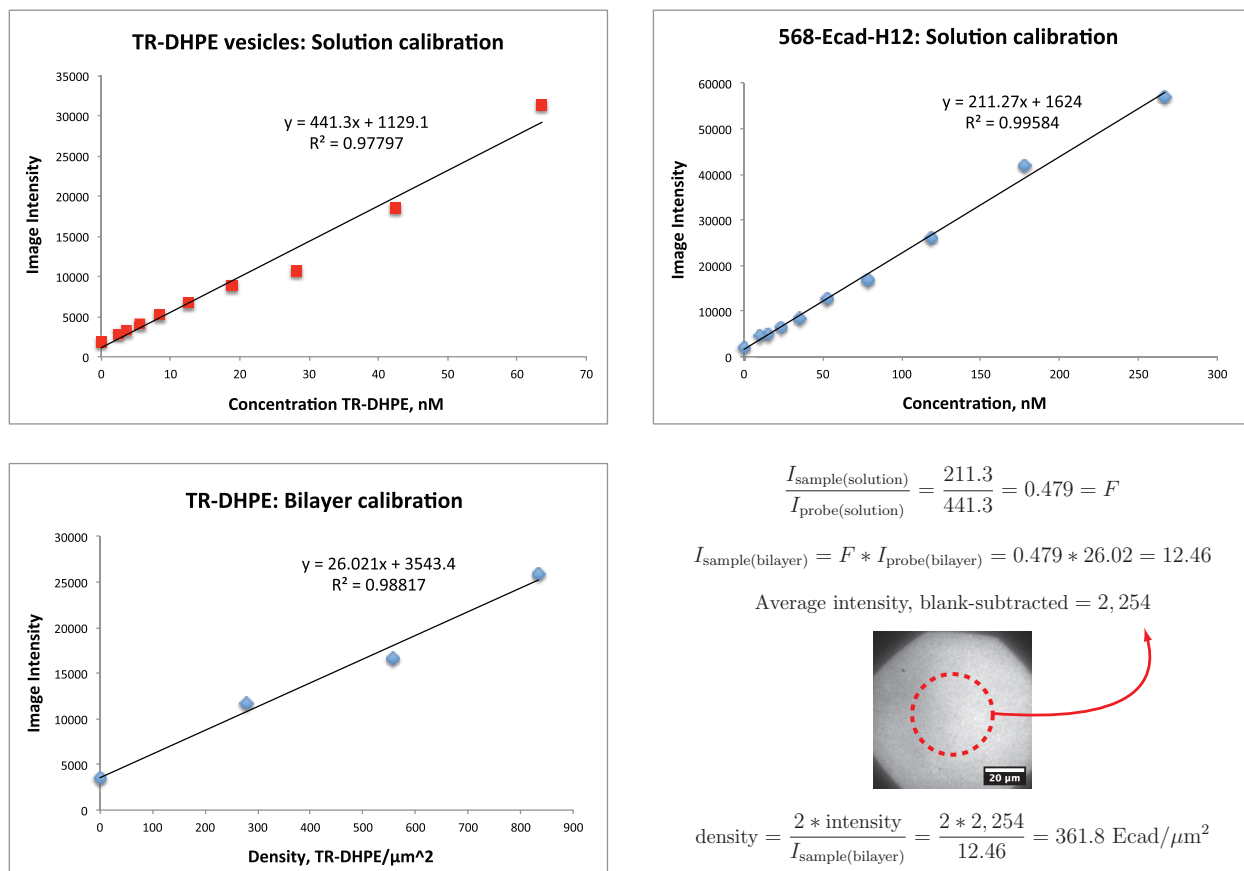 TR-DHPE vesicles: Solution calibration
35000
30000
25000
20000
15000
10000
5000
0
Image Intensity
y = 441.3x + 1129.1
R² = 0.97797
0 10 20 30 40 50 60 70
Concentration TR-DHPE, nM
568-Ecad-H12: Solution calibration
60000
50000
40000
30000
20000
10000
0
Image Intensity
y = 211.27x + 1624
R² = 0.99584
0 50 100 150 200 250 300
Concentration, nM
TR-DHPE: Bilayer calibration
30000
25000
20000
15000
10000
5000
0
Image Intensity
y = 26.021x + 3543.4
R² = 0.98817
0 100 200 300 400 500 600 700 800 900
Density, TR-DHPE/µm^2
I_sample(solution) / I_probe(solution) = 211.3 / 441.3 = 0.479 = F
I_sample(bilayer) = F * I_probe(bilayer) = 0.479 * 26.02 = 12.46
Average intensity, blank-subtracted = 2, 254
20 µm
density = 2 * intensity / I_sample(bilayer) = 2 * 2, 254 / 12.46 = 361.8 Ecad/µm²